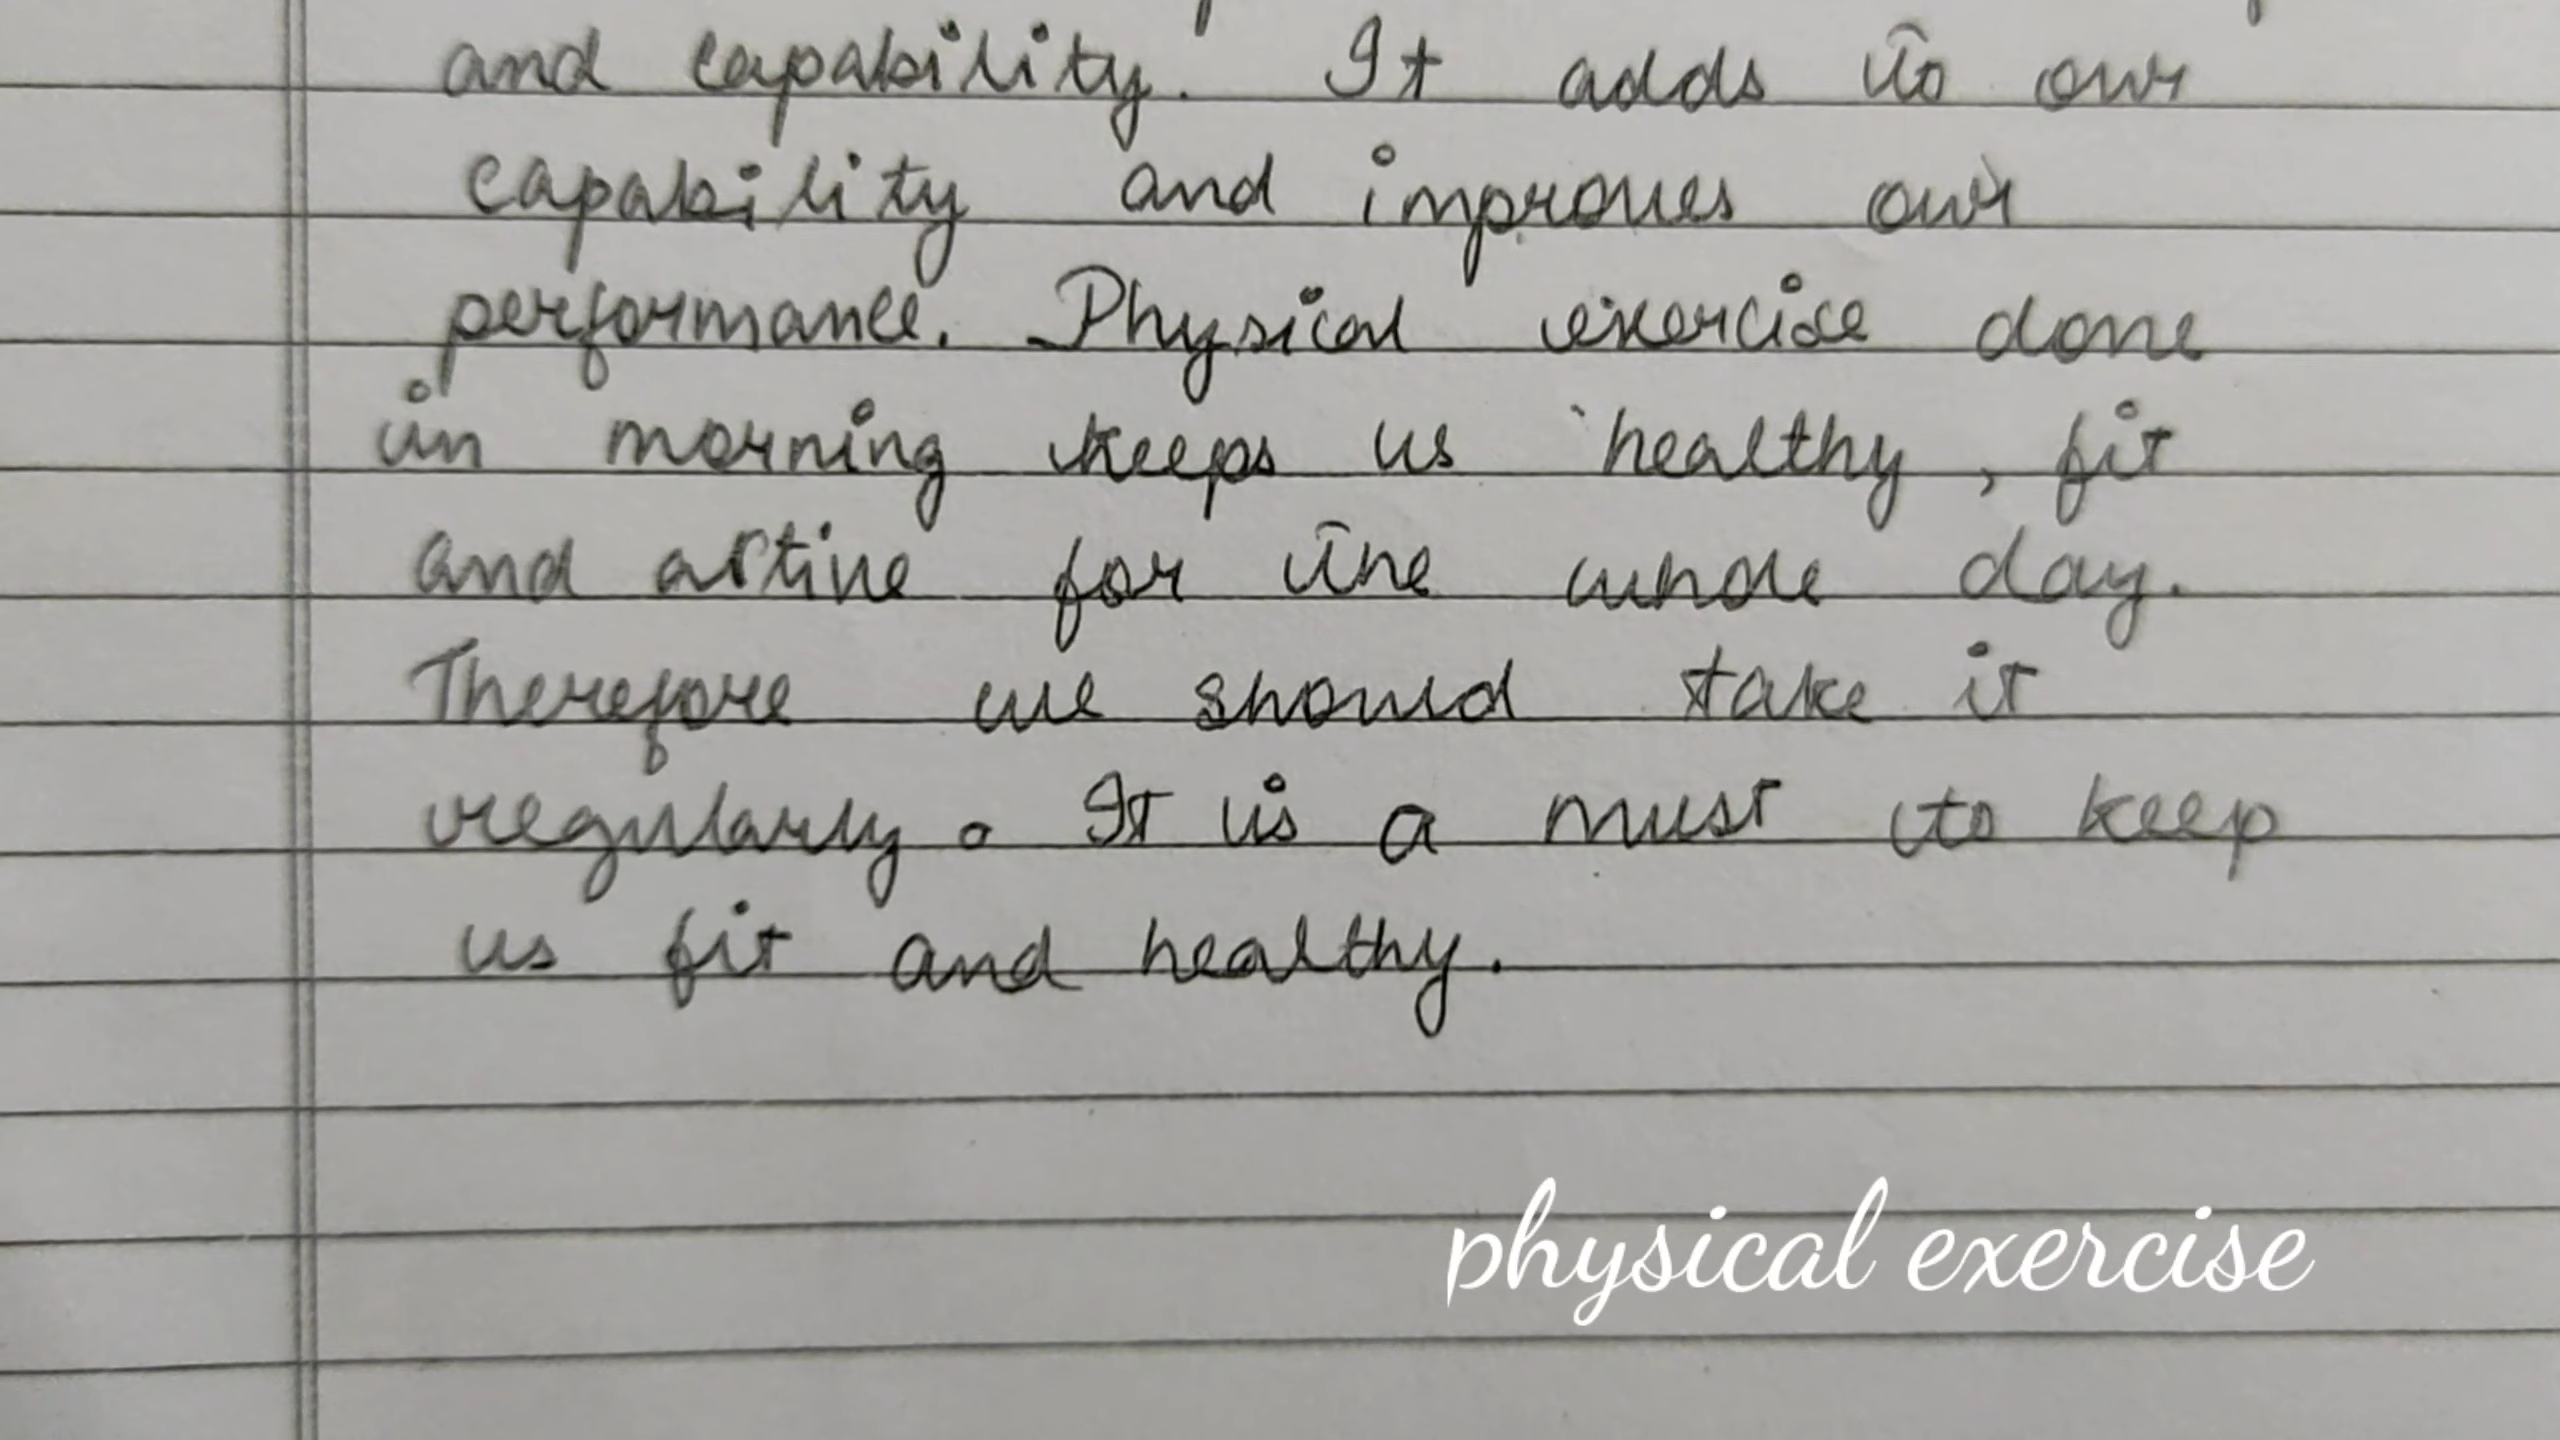 and capability. It adds to our
capability and improves our
performance. Physical exercise done
in morning keeps us healthy, fit
and active for the whole day.
Therefore we should take it
regularly. It is a must to keep
us fit and healthy.
physical exercise